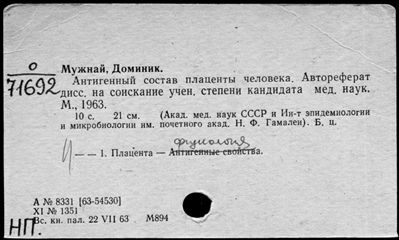 О
71692
Мужнай, Доминик.
Антигенный состав плаценты человека. Автореферат
дисс. на соискание учен. степени кандидата мед. наук.
М., 1963.
10 с. 21 см. (Акад. мед. наук СССР и Ин-т эпидемиологии
и микробиологии им. почетного акад. Н. Ф. Гамалеи). Б. ц.
физиология
— 1. Плацента — Антигенные свойства.
А № 8331 [63-54530]
XI № 1351
Вс. кн. пал. 22 VII 63 М894
НП.